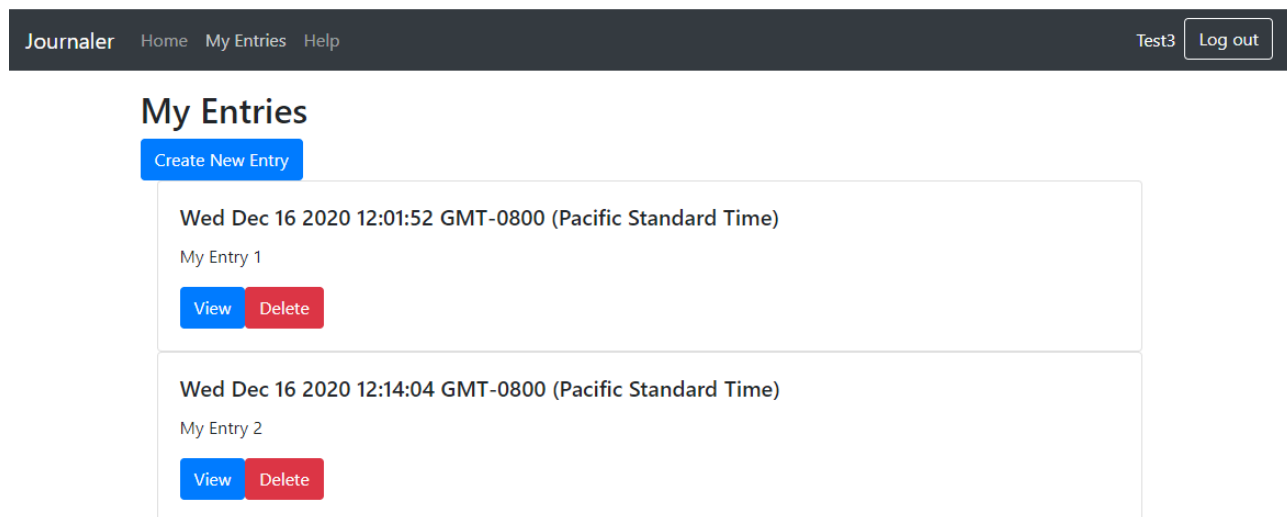 Journaler Home My Entries Help Test3 Log out
My Entries
Create New Entry
Wed Dec 16 2020 12:01:52 GMT-0800 (Pacific Standard Time)
My Entry 1
View Delete
Wed Dec 16 2020 12:14:04 GMT-0800 (Pacific Standard Time)
My Entry 2
View Delete